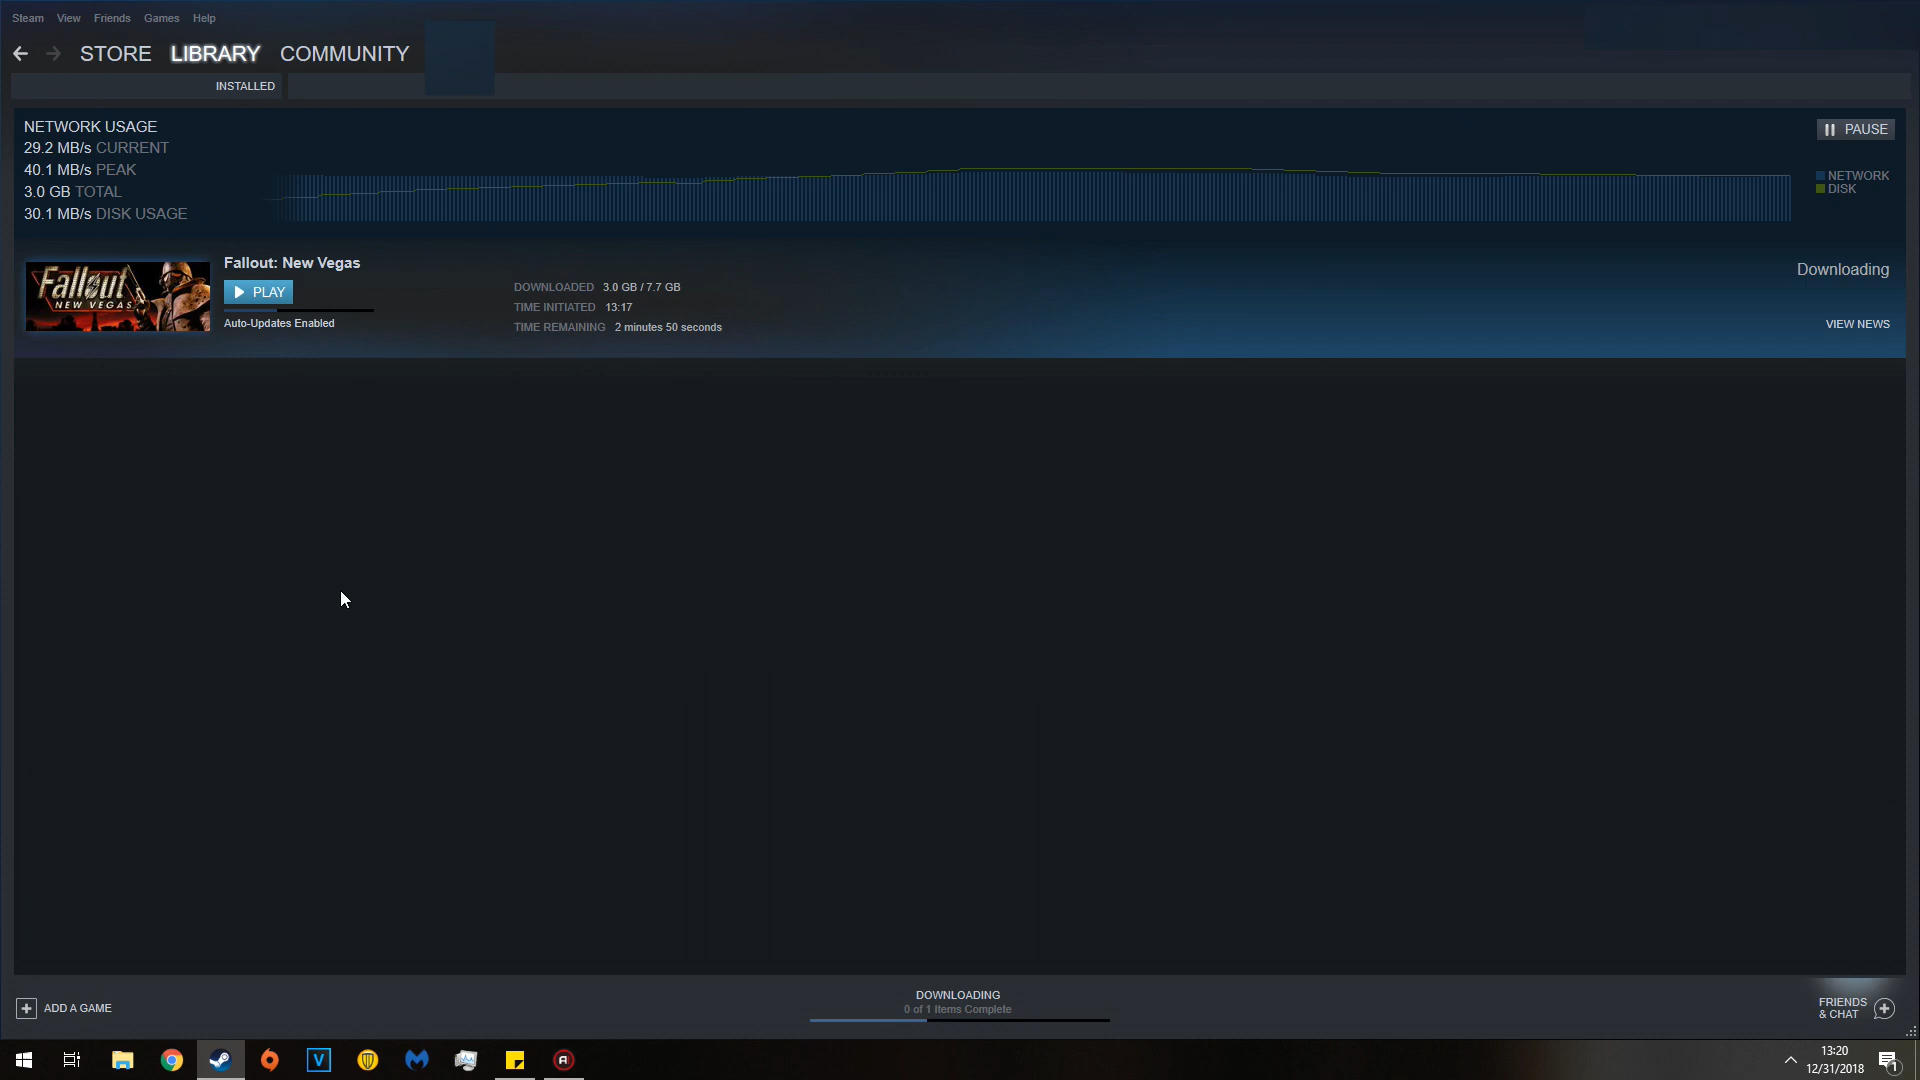 Steam View Friends Games Help
STORE LIBRARY COMMUNITY
INSTALLED
NETWORK USAGE
29.2 MB/s CURRENT
40.1 MB/s PEAK
3.0 GB TOTAL
30.1 MB/s DISK USAGE
PAUSE
NETWORK
DISK
Fallout
NEW VEGAS
Fallout: New Vegas
PLAY
Auto-Updates Enabled
DOWNLOADED 3.0 GB / 7.7 GB
TIME INITIATED 13:17
TIME REMAINING 2 minutes 50 seconds
Downloading
VIEW NEWS
ADD A GAME
DOWNLOADING
0 of 1 Items Complete
FRIENDS
& CHAT
V
13:20
12/31/2018
1